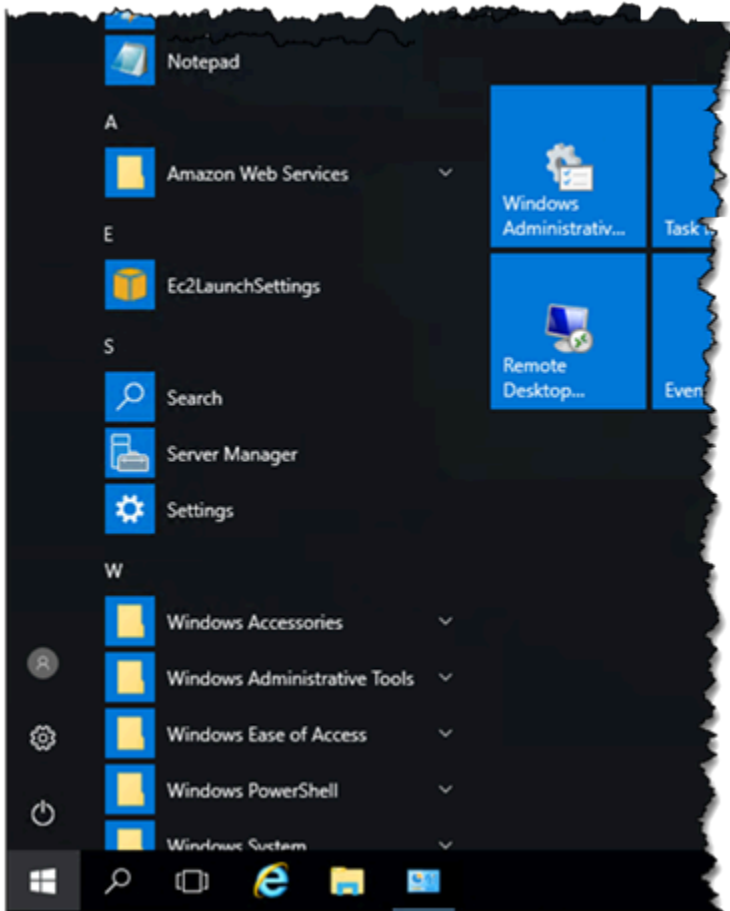 Notepad
A
Amazon Web Services
E
Ec2LaunchSettings
S
Search
Server Manager
Settings
W
Windows Accessories
Windows Administrative Tools
Windows Ease of Access
Windows PowerShell
Windows System
Windows
Administrativ...
Task
Remote
Desktop...
Even